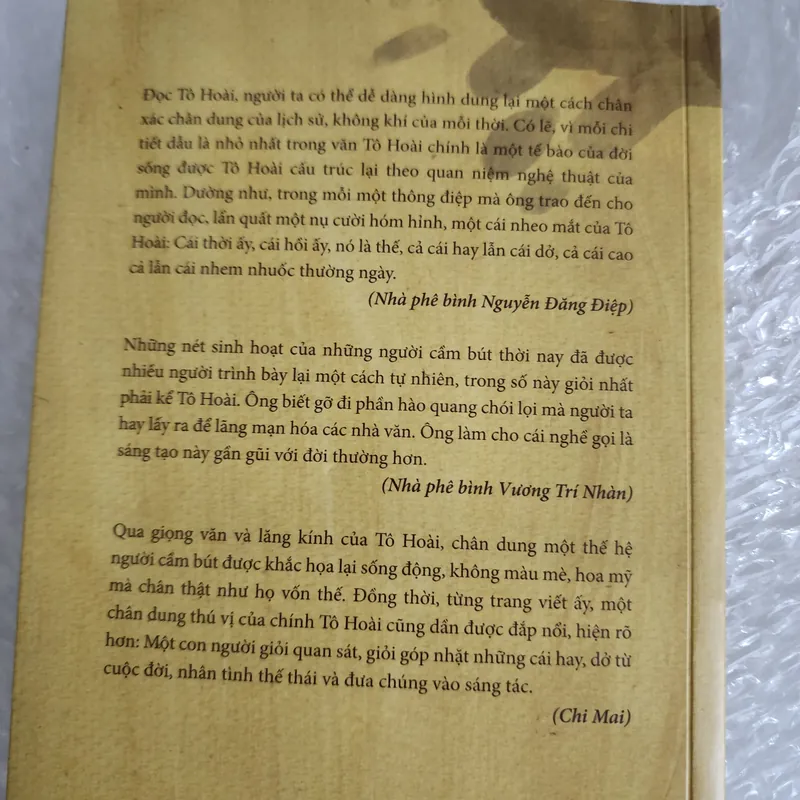 Đọc Tô Hoài, người ta có thể dễ dàng hình dung lại một cách chân
xác chân dung của lịch sử, không khí của mỗi thời. Có lẽ, vì mỗi chi
tiết dẫu là nhỏ nhất trong văn Tô Hoài chính là một tế bào của đời
sống được Tô Hoài cấu trúc lại theo quan niệm nghệ thuật của
mình. Dường như, trong mỗi một thông điệp mà ông trao đến cho
người đọc, lẩn quất một nụ cười hóm hỉnh, một cái nheo mắt của Tô
Hoài: Cái thời ấy, cái hồi ấy, nó là thế, cả cái hay lẫn cái dở, cả cái cao
cả lẫn cái nhem nhuốc thường ngày.
(Nhà phê bình Nguyễn Đăng Điệp)
Những nét sinh hoạt của những người cầm bút thời nay đã được
nhiều người trình bày lại một cách tự nhiên, trong số này giỏi nhất
phải kể Tô Hoài. Ông biết gỡ đi phần hào quang chói lọi mà người ta
hay lấy ra để lãng mạn hóa các nhà văn. Ông làm cho cái nghề gọi là
sáng tạo này gần gũi với đời thường hơn.
(Nhà phê bình Vương Trí Nhàn)
Qua giọng văn và lăng kính của Tô Hoài, chân dung một thế hệ
người cầm bút được khắc họa lại sống động, không màu mè, hoa mỹ
mà chân thật như họ vốn thế. Đồng thời, từng trang viết ấy, một
chân dung thú vị của chính Tô Hoài cũng dần được đắp nổi, hiện rõ
hơn: Một con người giỏi quan sát, giỏi góp nhặt những cái hay, dở từ
cuộc đời, nhân tình thế thái và đưa chúng vào sáng tác.
(Chi Mai)